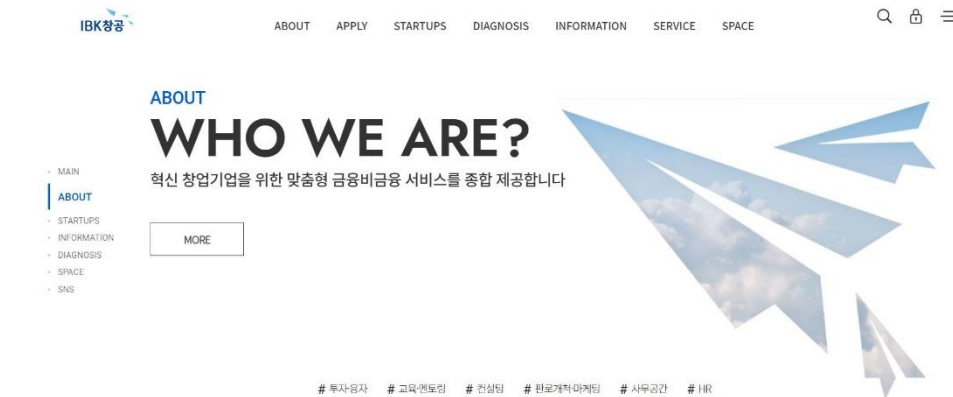 IBK창공
ABOUT APPLY STARTUPS DIAGNOSIS INFORMATION SERVICE SPACE
ABOUT
WHO WE ARE?
혁신 창업기업을 위한 맞춤형 금융비금융 서비스를 종합 제공합니다
MORE
MAIN
ABOUT
STARTUPS
INFORMATION
DIAGNOSIS
SPACE
SNS
# 투자·융자 # 교육·멘토링 # 컨설팅 # 판로개척·마케팅 # 사무공간 # HR